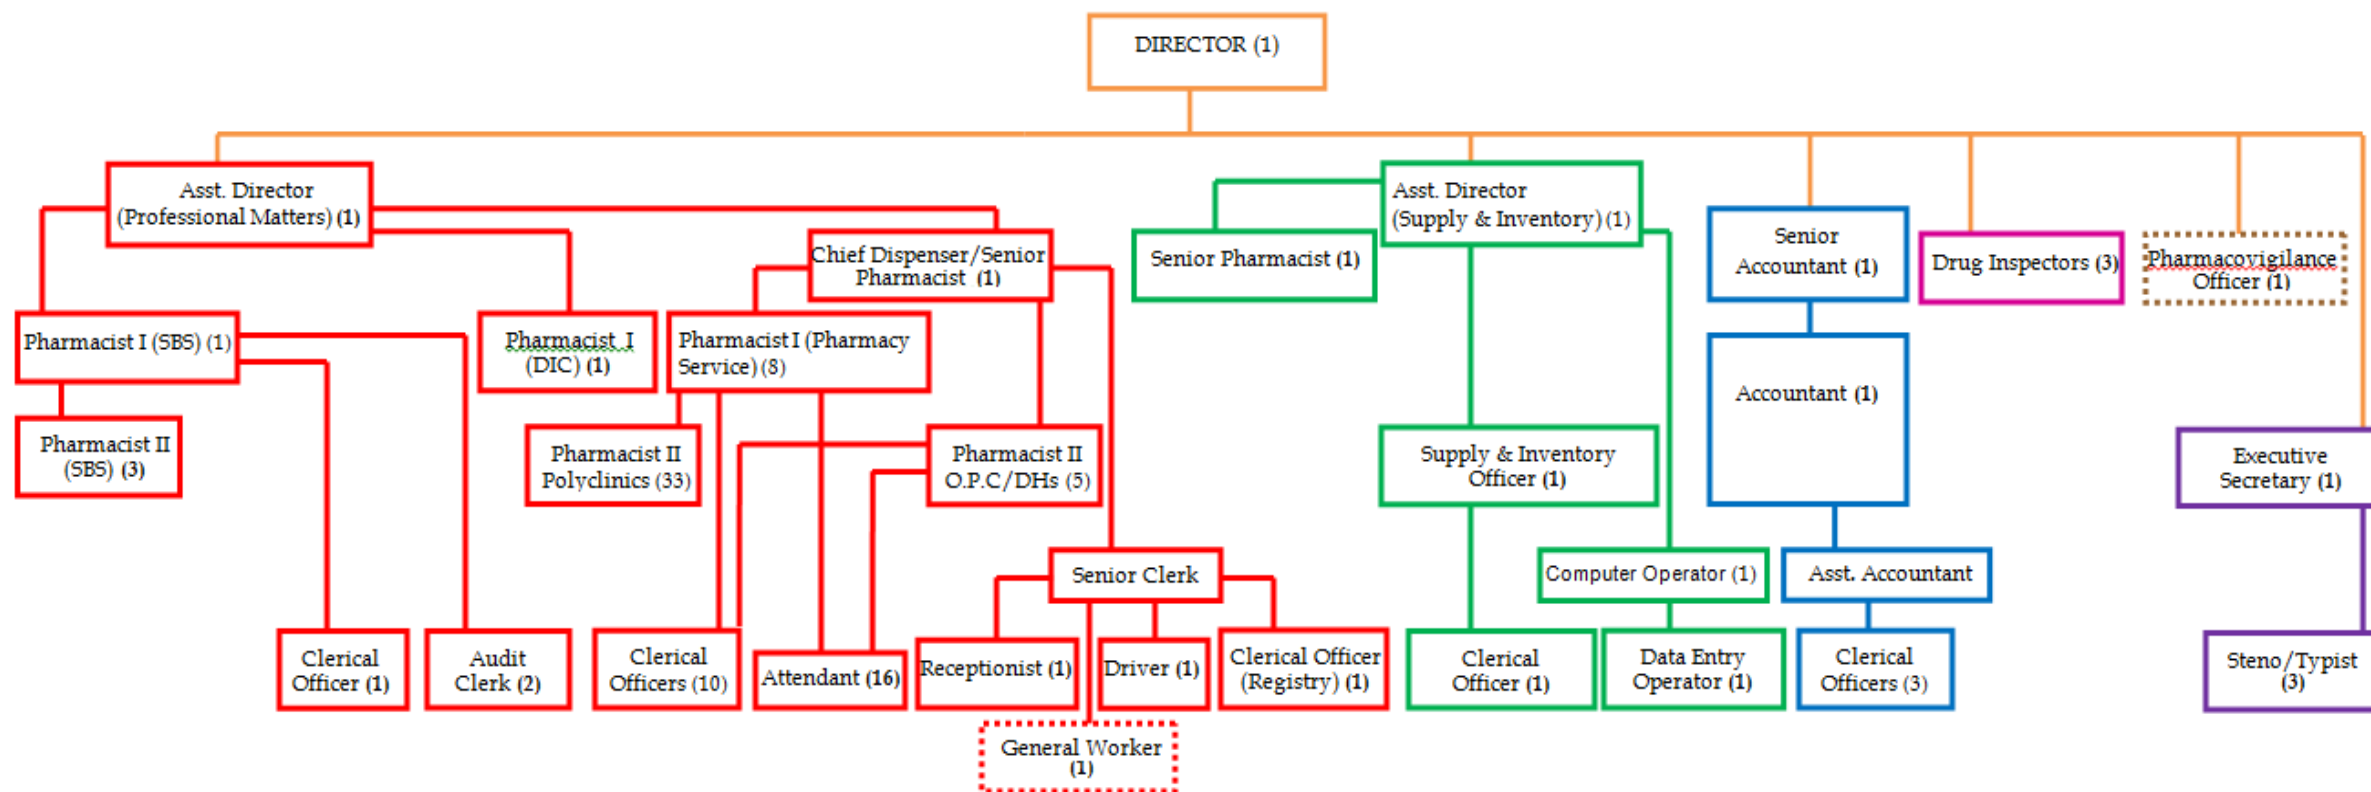 DIRECTOR (1)
Asst. Director
(Professional Matters) (1)
Asst. Director
(Supply & Inventory) (1)
Chief Dispenser/Senior
Pharmacist (1)
Senior Pharmacist (1)
Senior
Accountant (1)
Drug Inspectors (3)
Pharmacovigilance
Officer (1)
Pharmacist I (SBS) (1)
Pharmacist I
(DIC) (1)
Pharmacist I (Pharmacy
Service) (8)
Accountant (1)
Pharmacist II
(SBS) (3)
Pharmacist II
Polyclinics (33)
Pharmacist II
O.P.C/DHs (5)
Supply & Inventory
Officer (1)
Executive
Secretary (1)
Senior Clerk
Computer Operator (1)
Asst. Accountant
Clerical
Officer (1)
Audit
Clerk (2)
Clerical
Officers (10)
Attendant (16)
Receptionist (1)
Driver (1)
Clerical Officer
(Registry) (1)
Clerical
Officer (1)
Data Entry
Operator (1)
Clerical
Officers (3)
Steno/Typist
(3)
General Worker
(1)